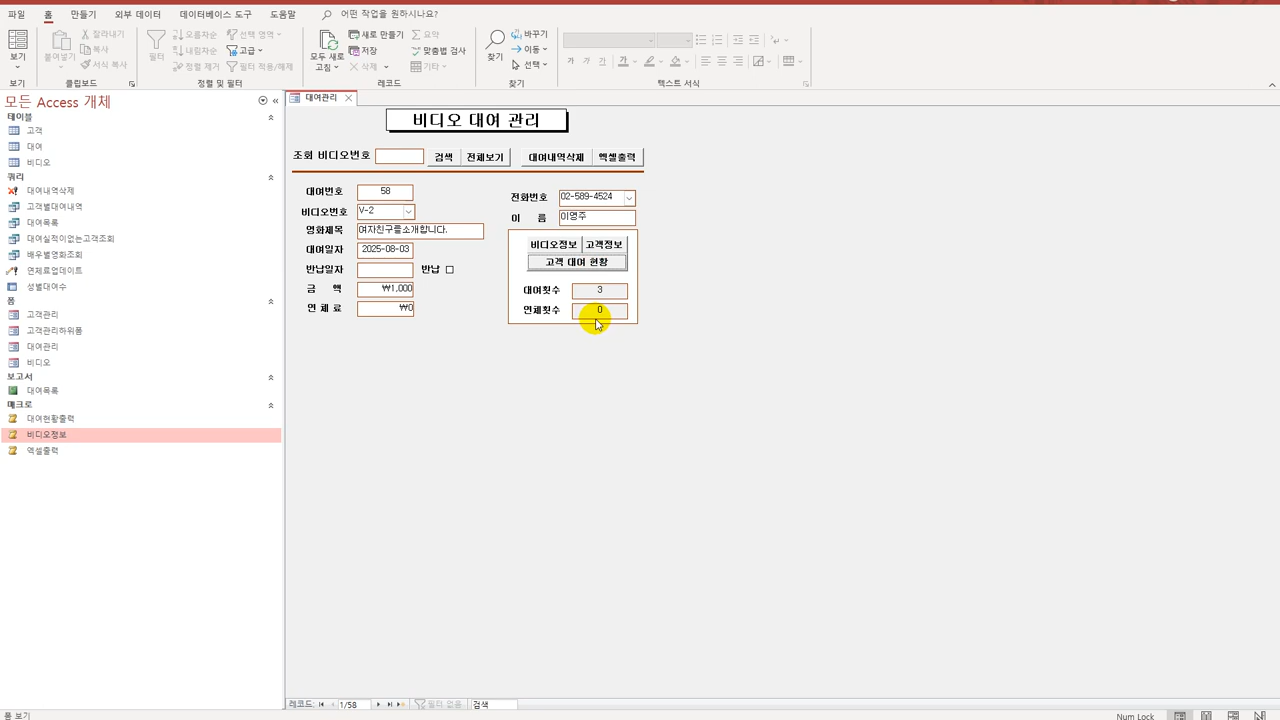 파일 홈 만들기 외부 데이터 데이터베이스 도구 도움말 어떤 작업을 원하시나요?
보기
붙여넣기
잘라내기
복사
서식 복사
클립보드
필터
오름차순
내림차순
정렬 제거
선택 영역
고급
필터 적용/해제
정렬 및 필터
모두 새로
고침
새로 만들기
저장
삭제
요약
맞춤법 검사
기타
레코드
찾기
바꾸기
이동
선택
찾기
가 가 가 가
텍스트 서식
모든 Access 개체
테이블
고객
대여
비디오
쿼리
대여내역삭제
고객별대여내역
대여목록
대여실적이없는고객조회
배우별영화조회
연체료업데이트
성별대여수
폼
고객관리
고객관리하위폼
대여관리
비디오
보고서
대여목록
매크로
대여현황출력
비디오정보
엑셀출력
대여관리
비디오 대여 관리
조회 비디오번호 검색 전체보기 대여내역삭제 엑셀출력
대여번호 58
비디오번호 V-2
영화제목 여자친구를소개합니다.
대여일자 2025-08-03
반납일자 반납
금 액 ₩1,000
연 체 료 ₩0
전화번호 02-589-4524
이 름 이영주
비디오정보 고객정보
고객 대여 현황
대여횟수 3
연체횟수 0
레코드: 1/58 필터 없음 검색
폼 보기 Num Lock